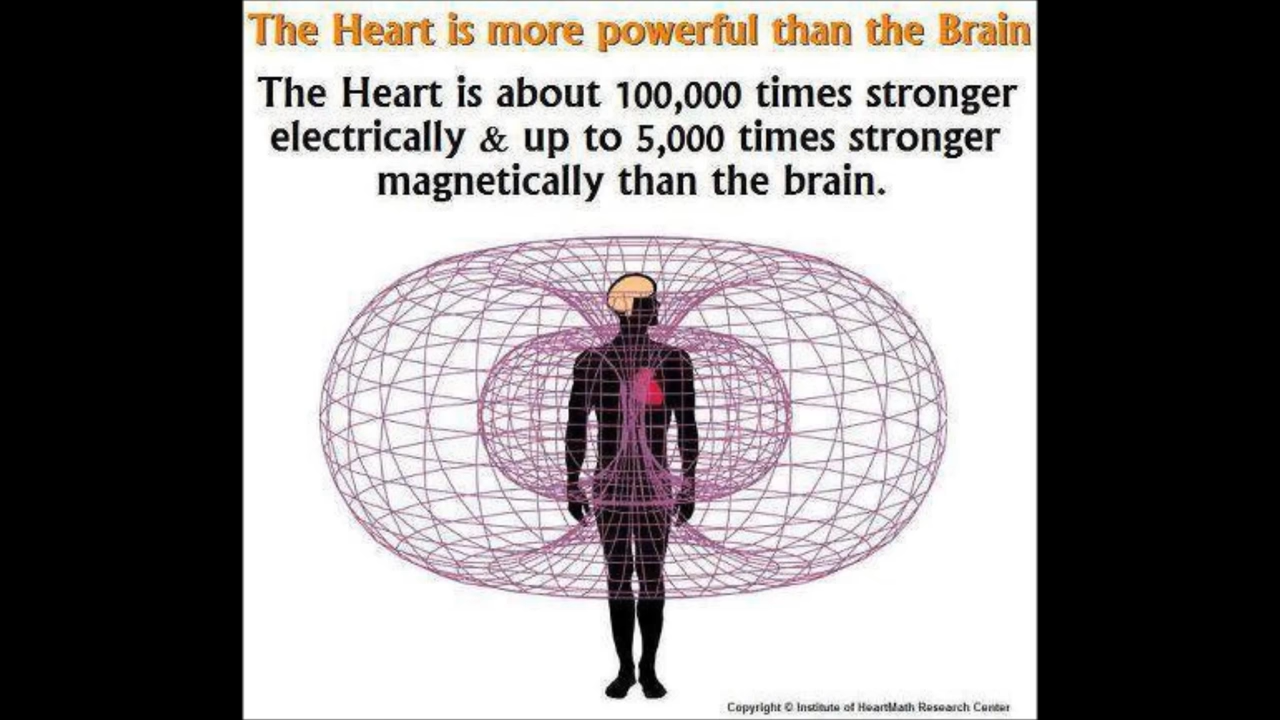 The Heart is more powerful than the Brain
The Heart is about 100,000 times stronger
electrically & up to 5,000 times stronger
magnetically than the brain.
Copyright © Institute of HeartMath Research Center